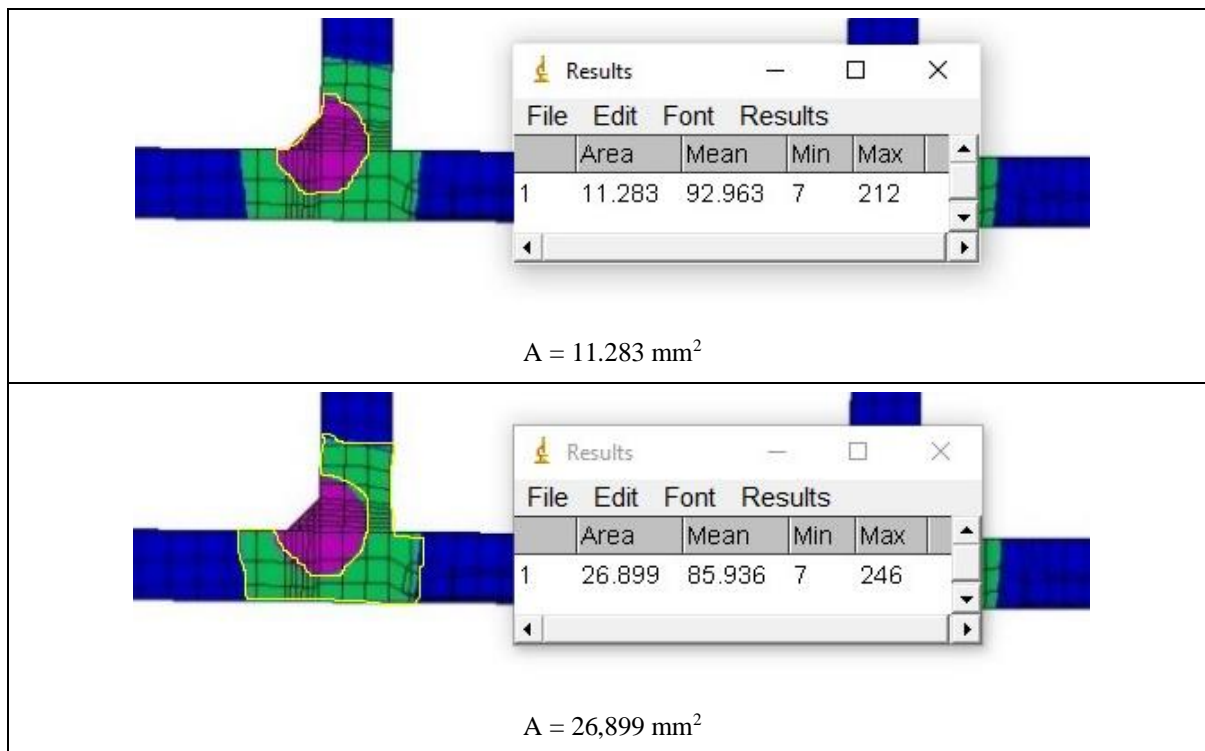 Results
File Edit Font Results
Area Mean Min Max
1 11.283 92.963 7 212
A = 11.283 mm²
Results
File Edit Font Results
Area Mean Min Max
1 26.899 85.936 7 246
A = 26,899 mm²